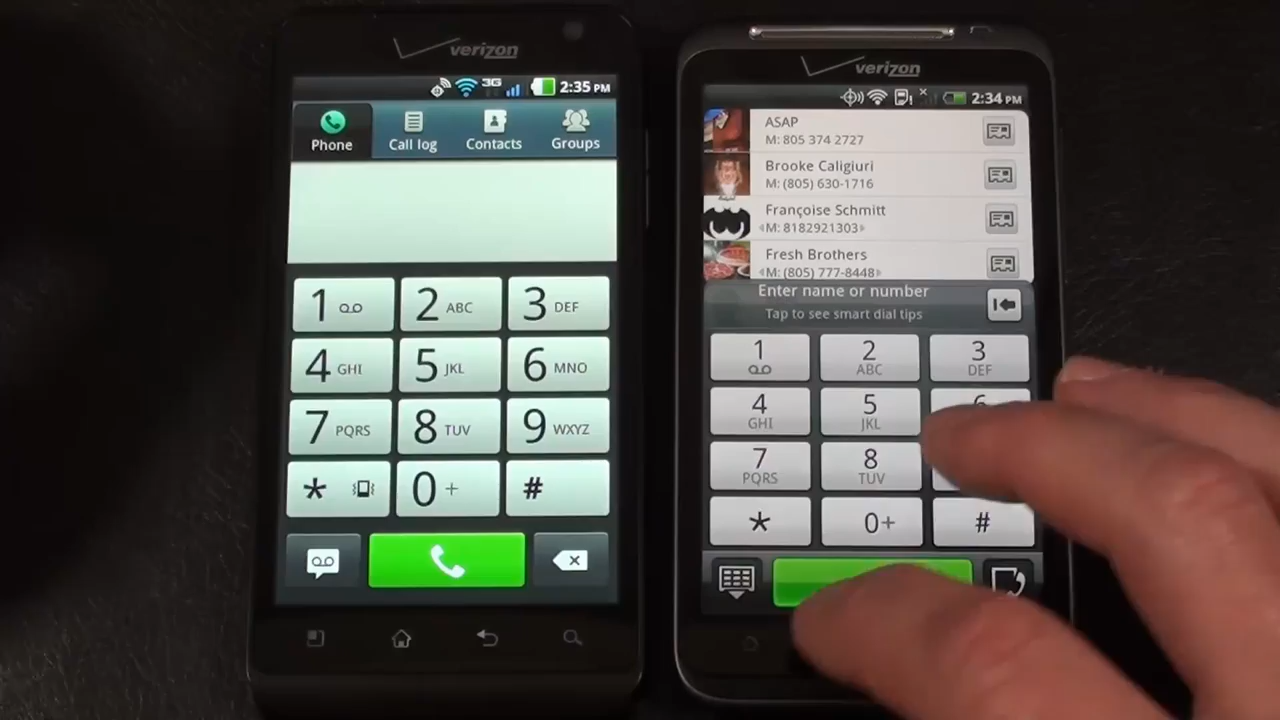 verizon
3G 2:35 PM
Phone Call log Contacts Groups
1 2 ABC 3 DEF
4 GHI 5 JKL 6 MNO
7 PQRS 8 TUV 9 WXYZ
* 0 + #
verizon
2:34 PM
ASAP
M: 805 374 2727
Brooke Caligiuri
M: (805) 630-1716
Françoise Schmitt
M: 8182921303
Fresh Brothers
M: (805) 777-8448
Enter name or number
Tap to see smart dial tips
1 2 3
ABC DEF
4 5 6
GHI JKL
7 8
PQRS TUV
* 0+ #